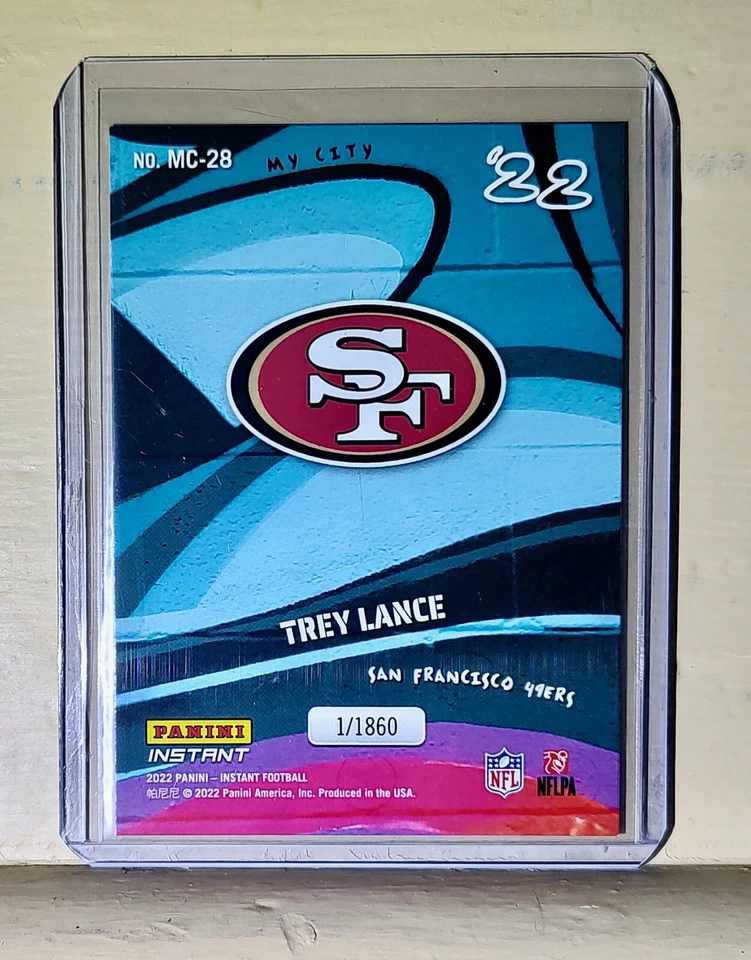 NO. MC-28
MY CITY
'22
SF
TREY LANCE
SAN FRANCISCO 49ERS
PANINI
INSTANT
1/1860
2022 PANINI – INSTANT FOOTBALL
帕尼尼 © 2022 Panini America, Inc. Produced in the USA.
NFL
NFLPA